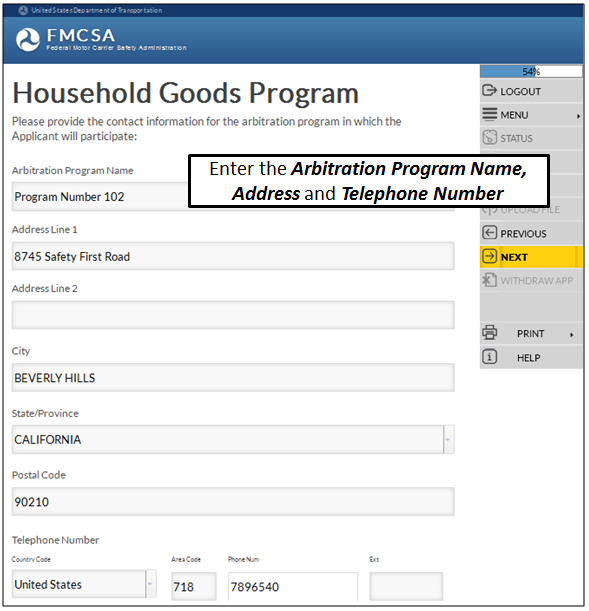 United States Department of Transportation
FMCSA
Federal Motor Carrier Safety Administration
54%
Household Goods Program
LOGOUT
Please provide the contact information for the arbitration program in which the
Applicant will participate:
MENU
STATUS
Arbitration Program Name
Enter the Arbitration Program Name,
Address and Telephone Number
Program Number 102
UPLOAD FILE
Address Line 1
PREVIOUS
8745 Safety First Road
NEXT
Address Line 2
WITHDRAW APP
PRINT
City
HELP
BEVERLY HILLS
State/Province
CALIFORNIA
Postal Code
90210
Telephone Number
Country Code Area Code Phone Num Ext
United States 718 7896540